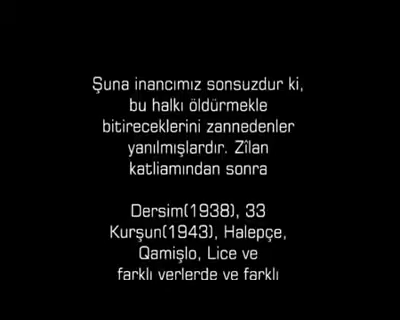 Şuna inancımız sonsuzdur ki,
bu halkı öldürmekle
bitireceklerini zannedenler
yanılmışlardır. Zîlan
katliamından sonra
Dersim(1938), 33
Kurşun(1943), Halepçe,
Qamişlo, Lice ve
farklı yerlerde ve farklı